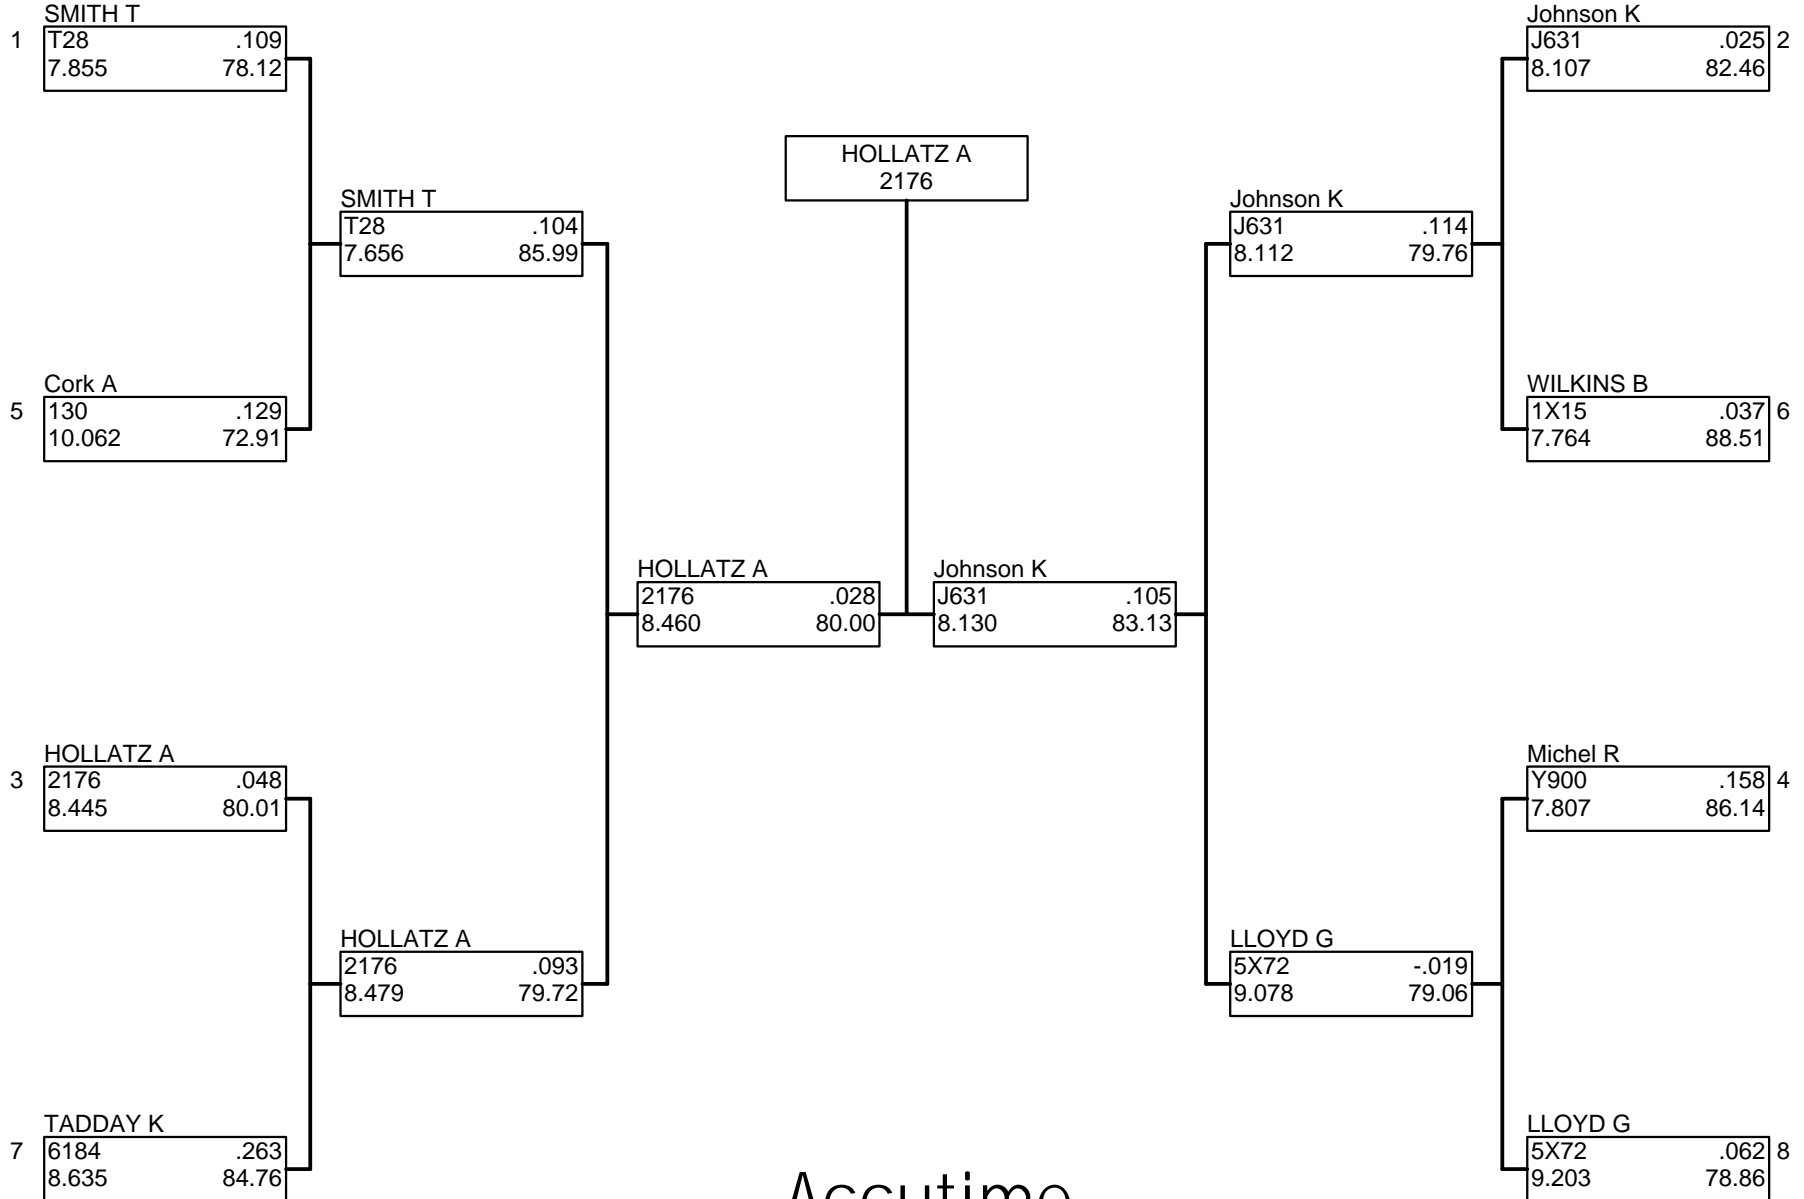 SMITH T
1
T28 .109
7.855 78.12
Cork A
5
130 .129
10.062 72.91
HOLLATZ A
3
2176 .048
8.445 80.01
TADDAY K
7
6184 .263
8.635 84.76
SMITH T
T28 .104
7.656 85.99
HOLLATZ A
2176 .093
8.479 79.72
HOLLATZ A
2176 .028
8.460 80.00
HOLLATZ A
2176
Johnson K
J631 .105
8.130 83.13
Johnson K
J631 .114
8.112 79.76
LLOYD G
5X72 -.019
9.078 79.06
Johnson K
J631 .025
2
8.107 82.46
WILKINS B
1X15 .037
6
7.764 88.51
Michel R
Y900 .158
4
7.807 86.14
LLOYD G
5X72 .062
8
9.203 78.86
Accutime